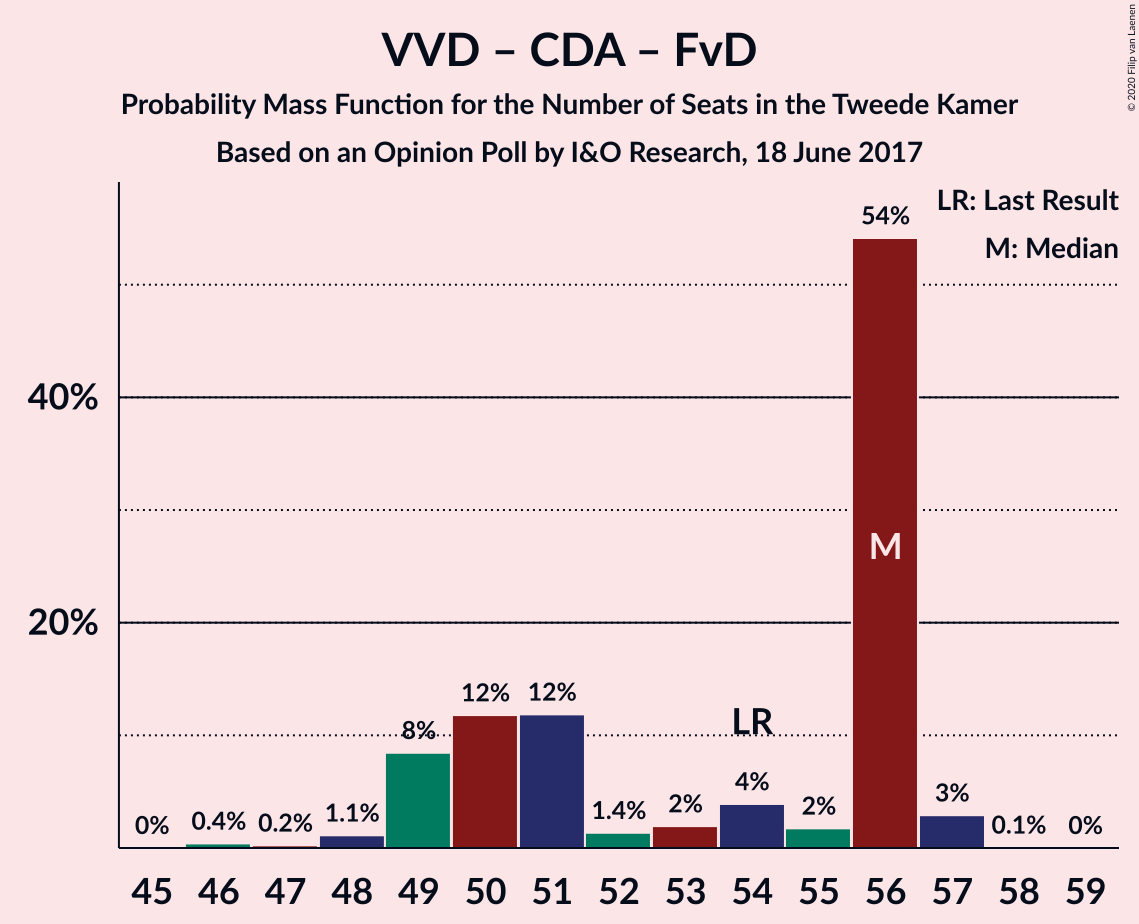 VVD – CDA – FvD
Probability Mass Function for the Number of Seats in the Tweede Kamer
Based on an Opinion Poll by I&O Research, 18 June 2017
© 2020 Filip van Laenen
LR: Last Result
M: Median
40%
20%
0% 0.4% 0.2% 1.1% 8% 12% 12% 1.4% 2% 4% 2% 54% 3% 0.1% 0%
LR
M
45 46 47 48 49 50 51 52 53 54 55 56 57 58 59